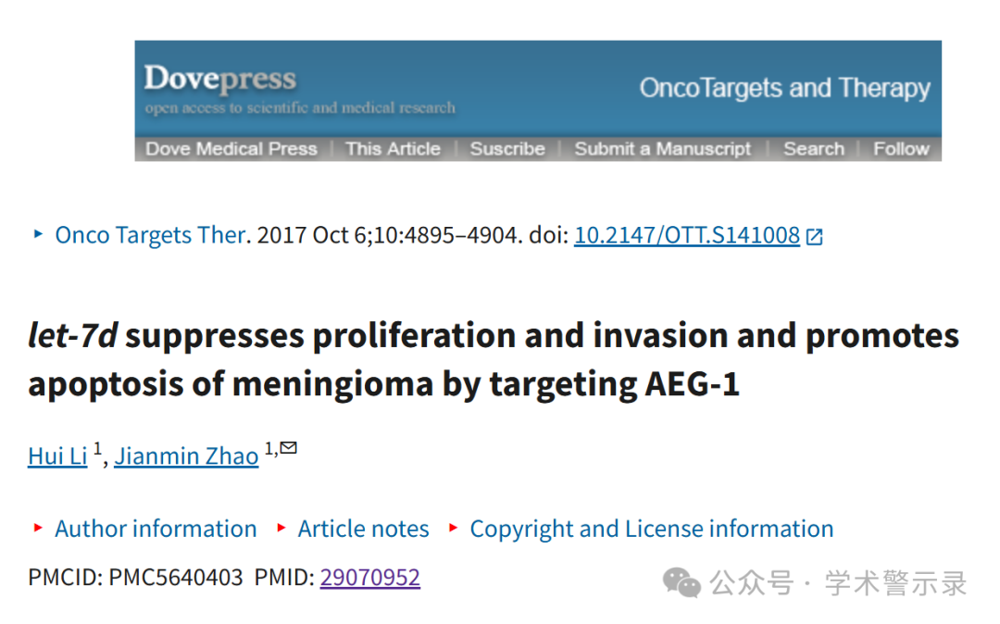 Dovepress
open access to scientific and medical research
OncoTargets and Therapy
Dove Medical Press | This Article | Suscribe | Submit a Manuscript | Search | Follow
Onco Targets Ther. 2017 Oct 6;10:4895–4904. doi: 10.2147/OTT.S141008
let-7d suppresses proliferation and invasion and promotes
apoptosis of meningioma by targeting AEG-1
Hui Li 1, Jianmin Zhao 1,
Author information Article notes Copyright and License information
PMCID: PMC5640403 PMID: 29070952
公众号 · 学术警示录